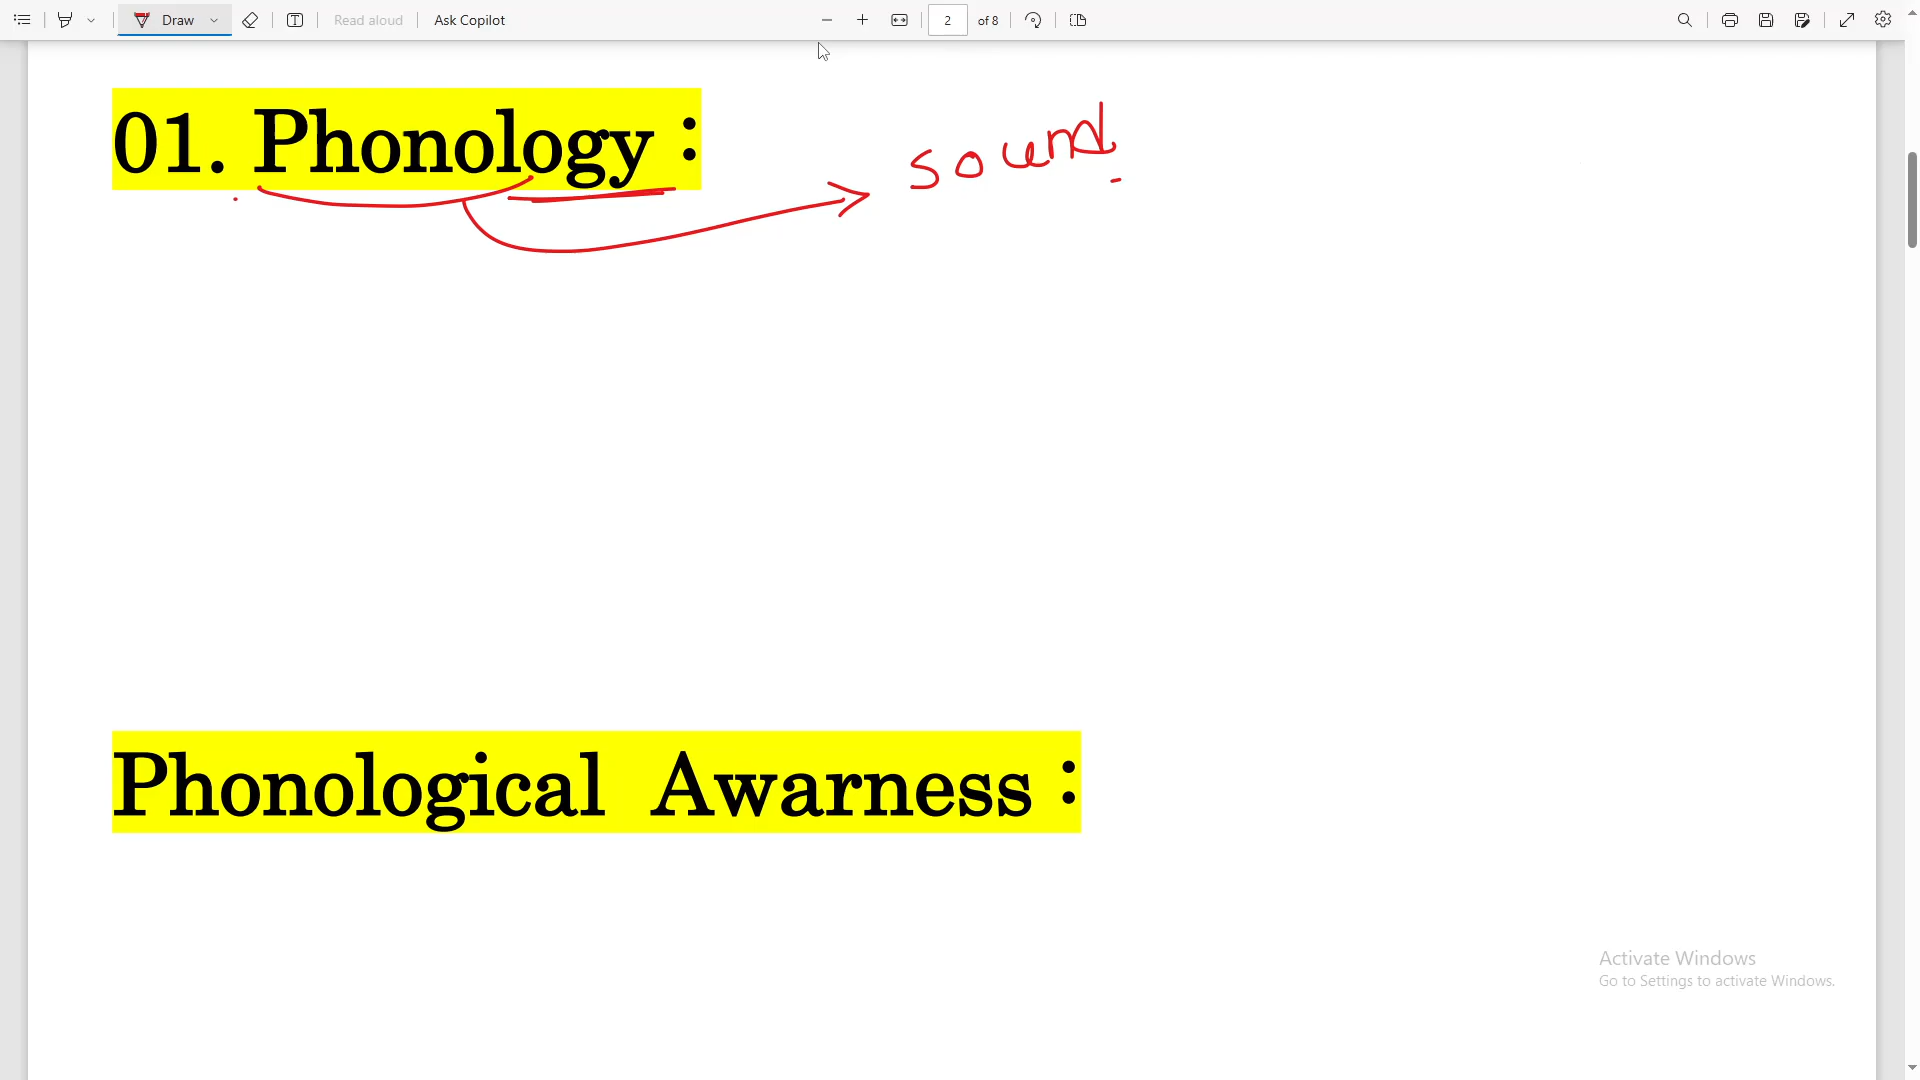 Draw Read aloud Ask Copilot 2 of 8
01. Phonology :
sound
Phonological Awarness :
Activate Windows
Go to Settings to activate Windows.